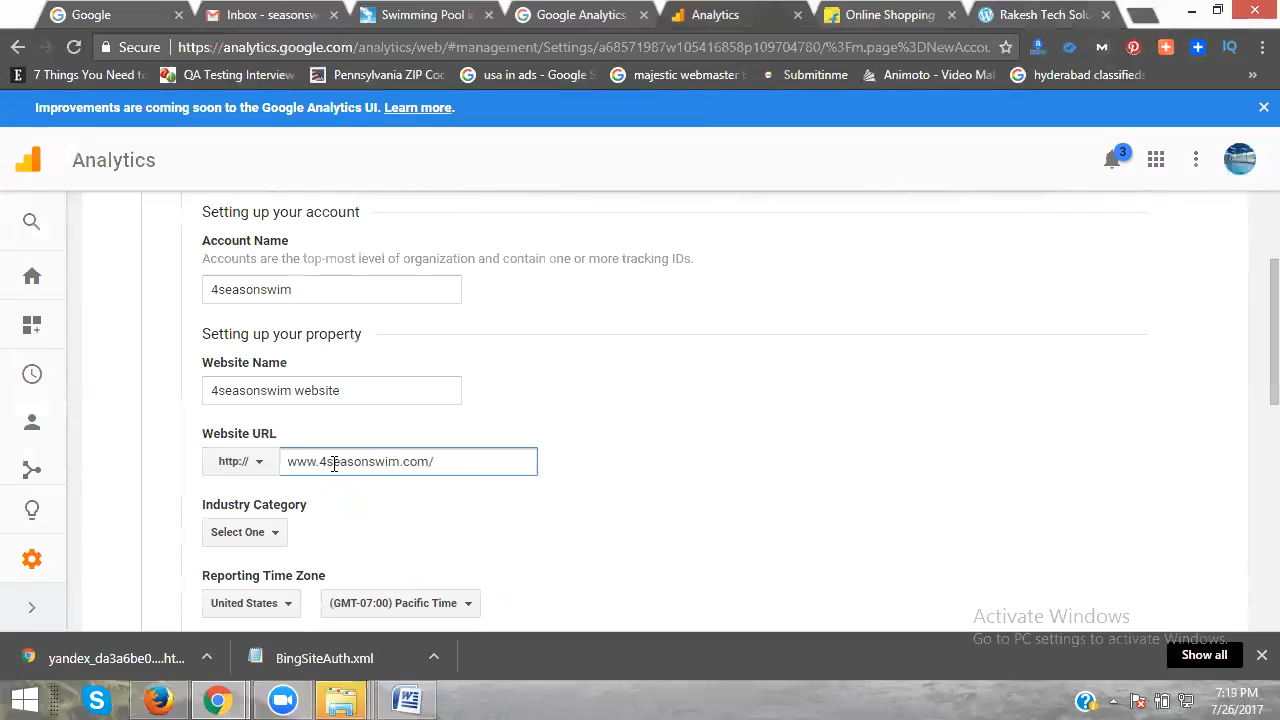 Google
Inbox - seasonsw
Swimming Pool i
Google Analytics
Analytics
Online Shopping
Rakesh Tech Solu
Secure
https://analytics.google.com/analytics/web/#management/Settings/a68571987w105416858p109704780/%3Fm.page%3DNewAccou
7 Things You Need t
QA Testing Interview
Pennsylvania ZIP Co
usa in ads - Google S
majestic webmaster t
Submitinme
Animoto - Video Mal
hyderabad classifieds
Improvements are coming soon to the Google Analytics UI. Learn more.
Analytics
3
Setting up your account
Account Name
Accounts are the top-most level of organization and contain one or more tracking IDs.
4seasonswim
Setting up your property
Website Name
4seasonswim website
Website URL
http://
www.4seasonswim.com/
Industry Category
Select One
Reporting Time Zone
United States
(GMT-07:00) Pacific Time
Activate Windows
Go to PC settings to activate Windows.
yandex_da3a6be0....ht...
BingSiteAuth.xml
Show all
7:19 PM
7/26/2017